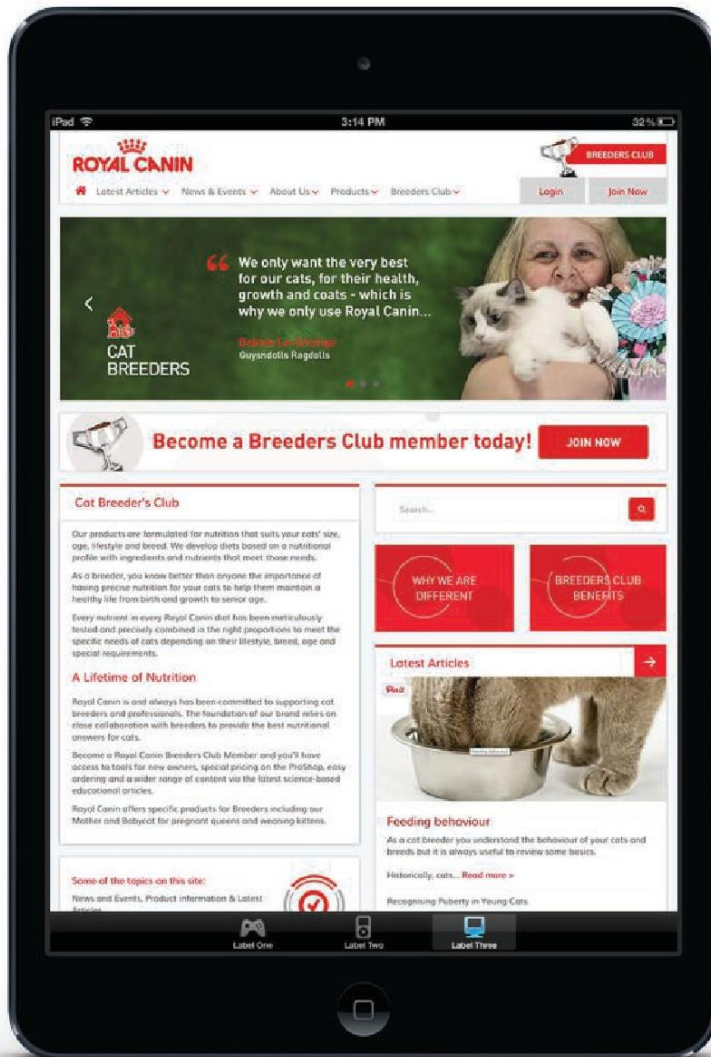 iPad
3:14 PM
32%
ROYAL CANIN
BREEDERS CLUB
Latest Articles
News & Events
About Us
Products
Breeders Club
Login
Join Now
We only want the very best
for our cats, for their health,
growth and coats - which is
why we only use Royal Canin...
Guysndolls Ragdolls
CAT
BREEDERS
Become a Breeders Club member today!
JOIN NOW
Cat Breeder's Club
Our products are formulated for nutrition that suits your cats' size,
age, lifestyle and breed. We develop diets based on a nutritional
profile with ingredients and nutrients that meet those needs.
As a breeder, you know better than anyone the importance of
having precise nutrition for your cats to help them maintain a
healthy life from birth and growth to senior age.
Every nutrient in every Royal Canin diet has been meticulously
tested and precisely combined in the right proportions to meet the
specific needs of cats depending on their lifestyle, breed, age and
special requirements.
A Lifetime of Nutrition
Royal Canin is and always has been committed to supporting cat
breeders and professionals. The foundation of our brand relies on
close collaboration with breeders to provide the best nutritional
answers for cats.
Become a Royal Canin Breeders Club Member and you'll have
access to tools for new owners, special pricing on the ProShop, easy
ordering and a wider range of content via the latest science-based
educational articles.
Royal Canin offers specific products for Breeders including our
Mother and Babycat for pregnant queens and weaning kittens.
Some of the topics on this site:
News and Events, Product information & Latest
Articles
Search...
WHY WE ARE
DIFFERENT
BREEDERS CLUB
BENEFITS
Latest Articles
Pin it
Feeding behaviour
Feeding behaviour
As a cat breeder you understand the behaviour of your cats and
breeds but it is always useful to review some basics.
Historically, cats... Read more »
Recognising Puberty in Young Cats
Label One
Label Two
Label Three